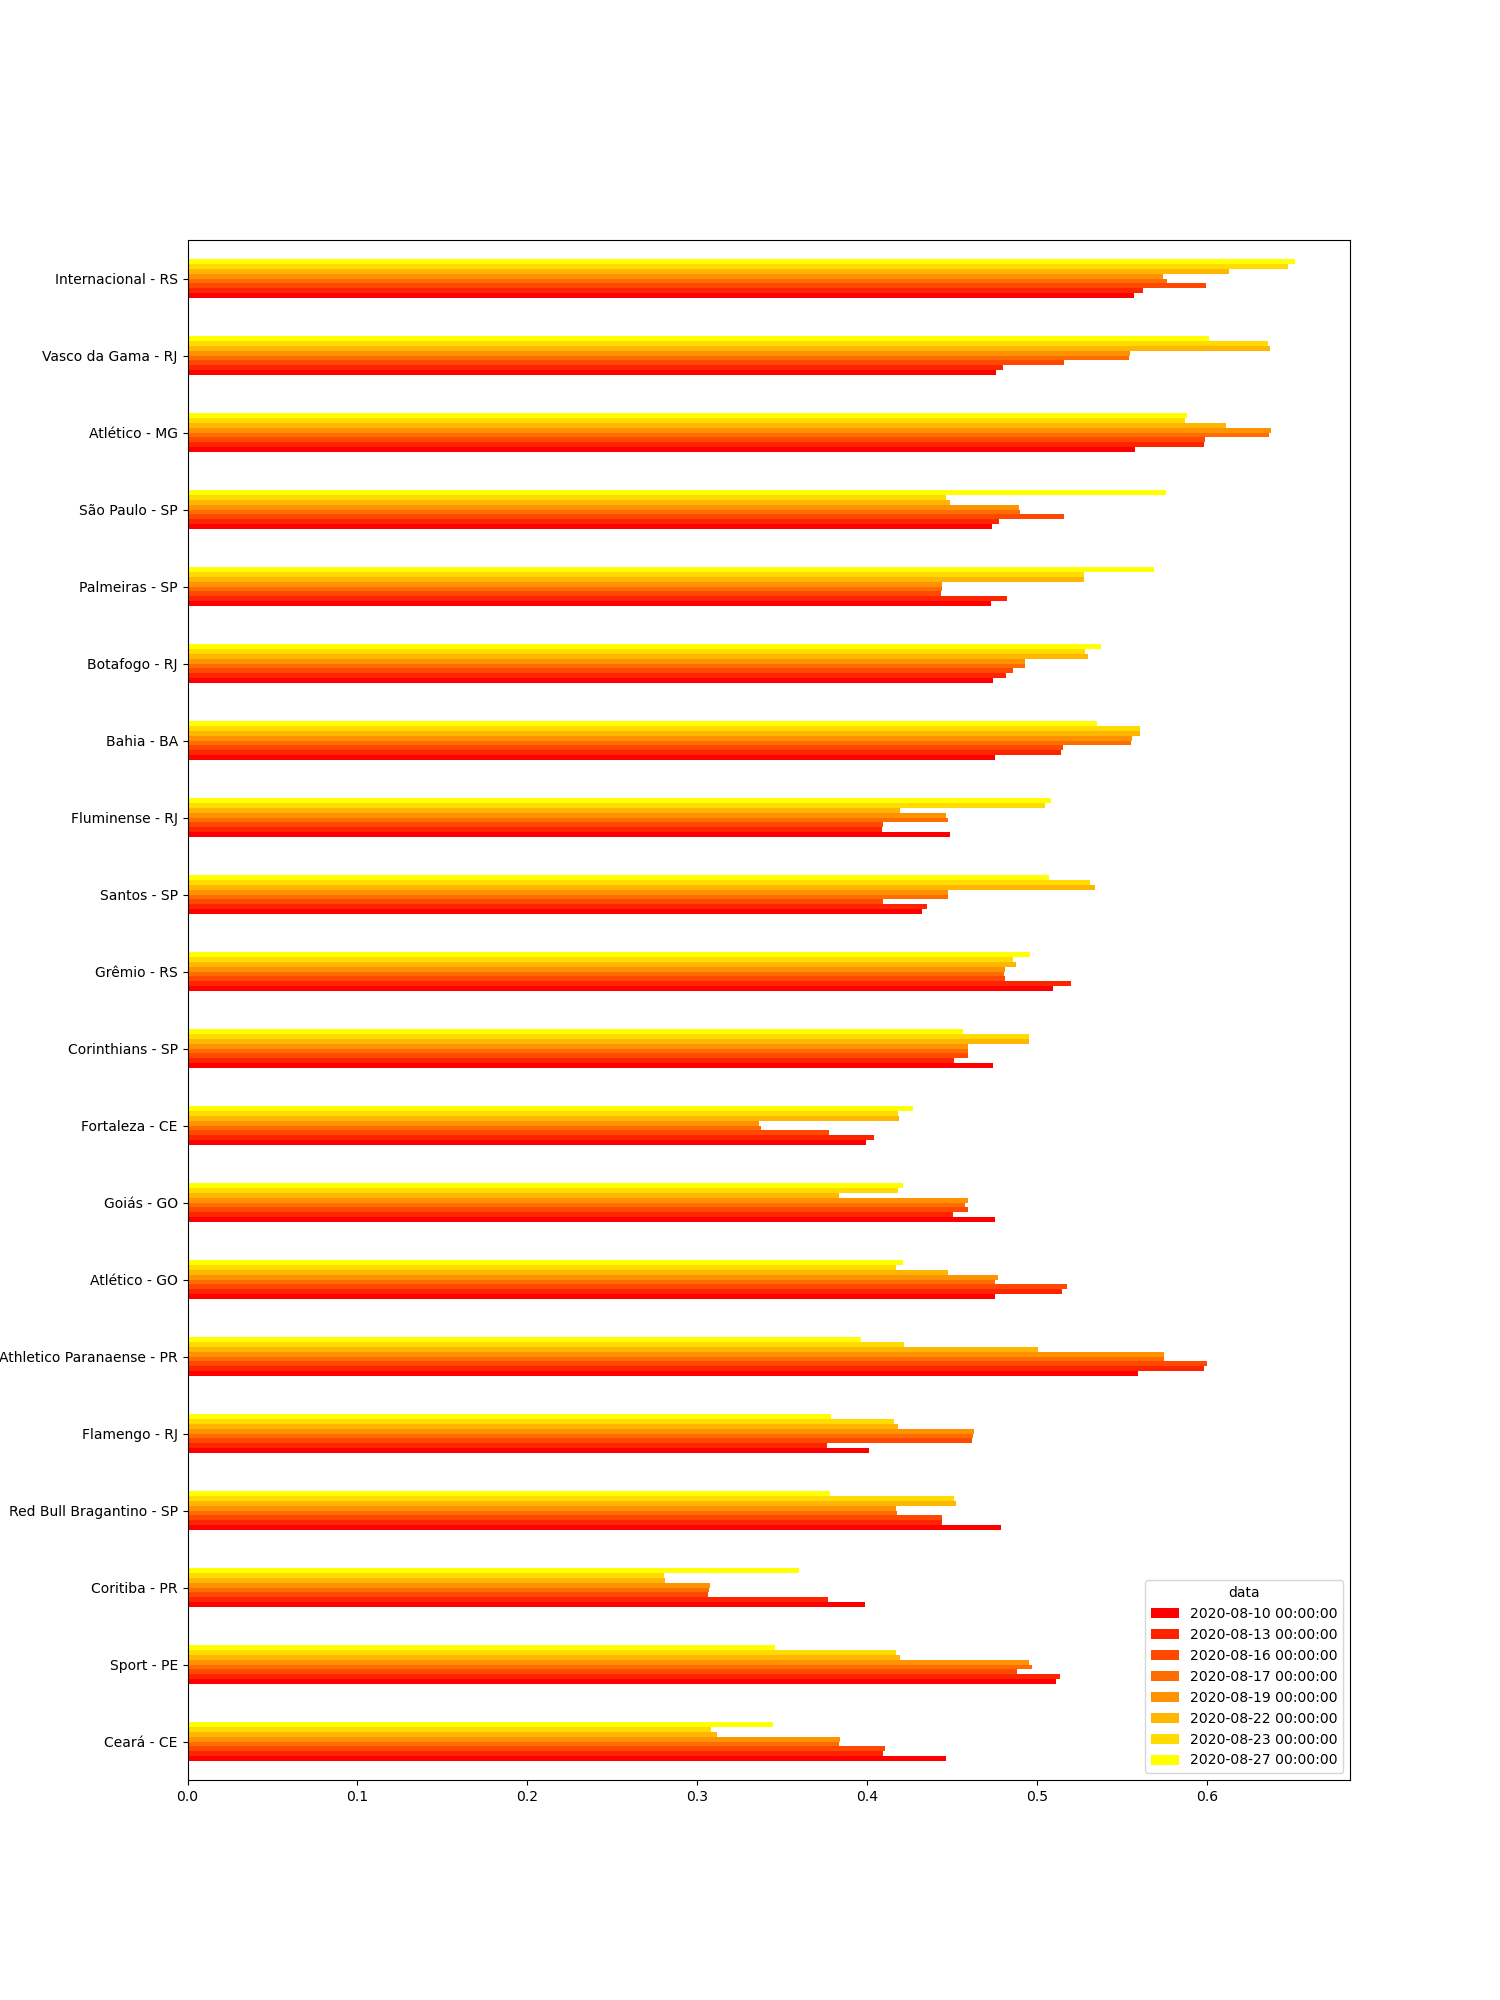 Internacional - RS
Vasco da Gama - RJ
Atlético - MG
São Paulo - SP
Palmeiras - SP
Botafogo - RJ
Bahia - BA
Fluminense - RJ
Santos - SP
Grêmio - RS
Corinthians - SP
Fortaleza - CE
Goiás - GO
Atlético - GO
Athletico Paranaense - PR
Flamengo - RJ
Red Bull Bragantino - SP
Coritiba - PR
Sport - PE
Ceará - CE
0.0 0.1 0.2 0.3 0.4 0.5 0.6
data
2020-08-10 00:00:00
2020-08-13 00:00:00
2020-08-16 00:00:00
2020-08-17 00:00:00
2020-08-19 00:00:00
2020-08-22 00:00:00
2020-08-23 00:00:00
2020-08-27 00:00:00